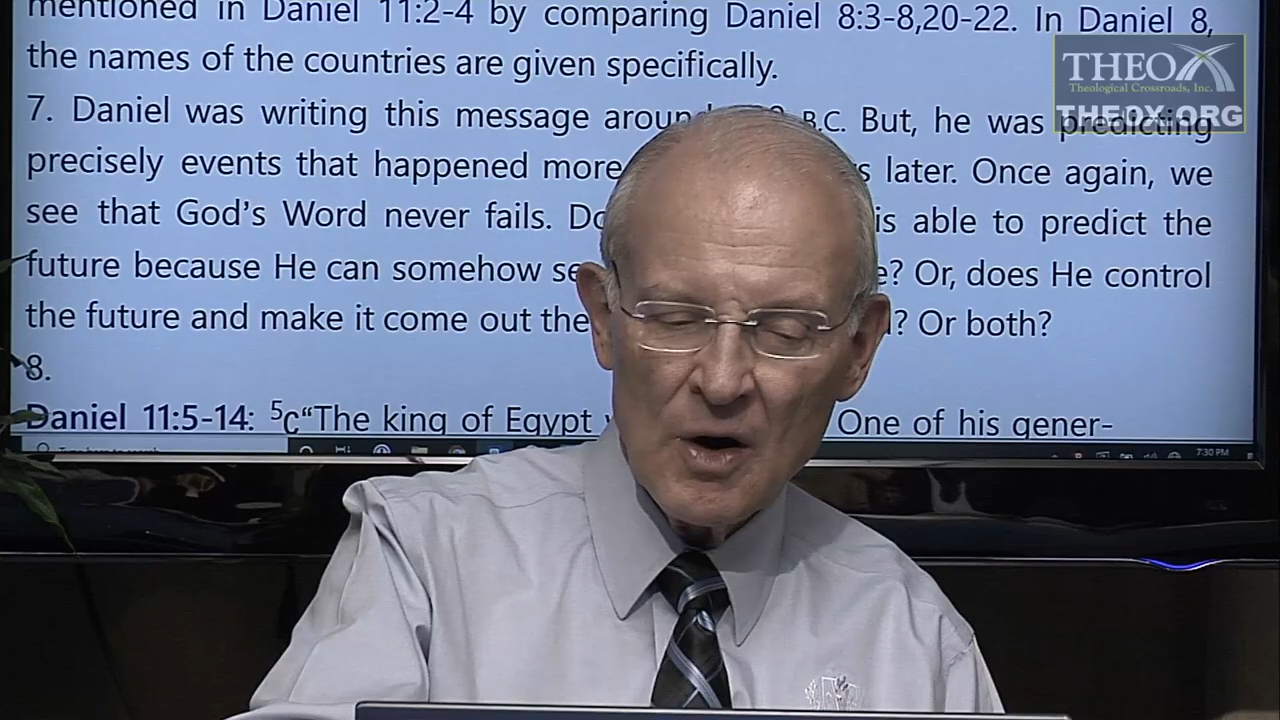 mentioned in Daniel 11:2-4 by comparing Daniel 8:3-8,20-22. In Daniel 8,
the names of the countries are given specifically.
7. Daniel was writing this message B.C. But, he was predicting
precisely events that happened more later. Once again, we
see that God's Word never fails. is able to predict the
future because He can somehow Or, does He control
the future and make it come out the Or both?
8.
Daniel 11:5-14: ⁵C“The king of Egypt One of his gener-
7:30 PM
THEOX
Theological Crossroads, Inc.
THEOX.ORG